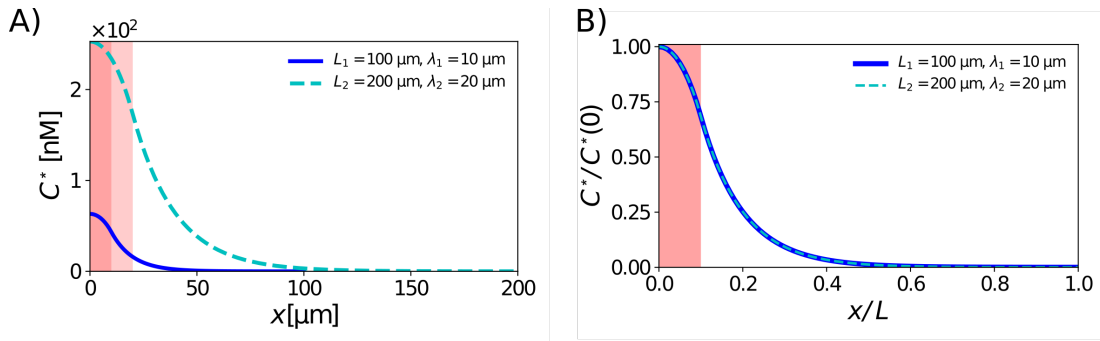 A)
×10²
C* [nM]
2
1
0
0 50 100 150 200
x[µm]
L₁ = 100 µm, λ₁ = 10 µm
L₂ = 200 µm, λ₂ = 20 µm
B)
C*/C*(0)
1.00
0.75
0.50
0.25
0.00
0.0 0.2 0.4 0.6 0.8 1.0
x/L
L₁ = 100 µm, λ₁ = 10 µm
L₂ = 200 µm, λ₂ = 20 µm